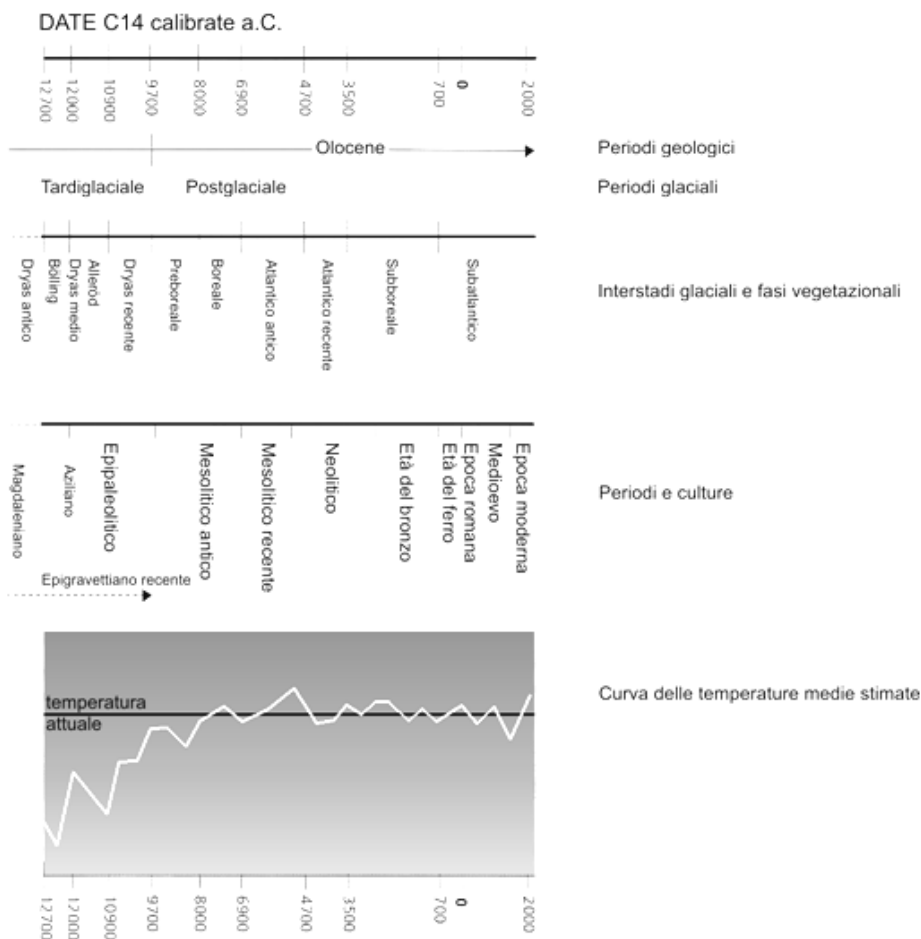 DATE C14 calibrate a.C.
12700 12000 10900 9700 8000 6900 4700 3500 700 0 2000
Olocene Periodi geologici
Tardiglaciale Postglaciale Periodi glaciali
Dryas antico
Bölling
Dryas medio
Alleröd
Dryas recente
Preboreale
Boreale
Atlantico antico
Atlantico recente
Subboreale
Subatlantico
Interstadi glaciali e fasi vegetazionali
Magdaleniano
Aziliano
Epipaleolitico
Mesolitico antico
Mesolitico recente
Neolitico
Età del bronzo
Età del ferro
Epoca romana
Medioevo
Epoca moderna
Periodi e culture
Epigravettiano recente
temperatura
attuale
Curva delle temperature medie stimate
12700 12000 10900 9700 8000 6900 4700 3500 700 0 2000